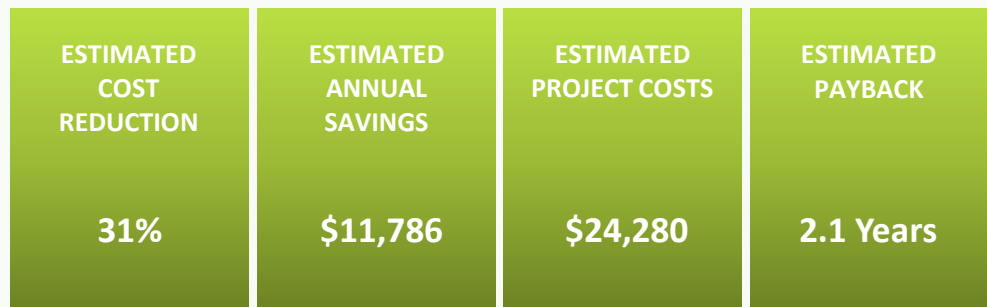 ESTIMATED
COST
REDUCTION
31%
ESTIMATED
ANNUAL
SAVINGS
$11,786
ESTIMATED
PROJECT COSTS
$24,280
ESTIMATED
PAYBACK
2.1 Years